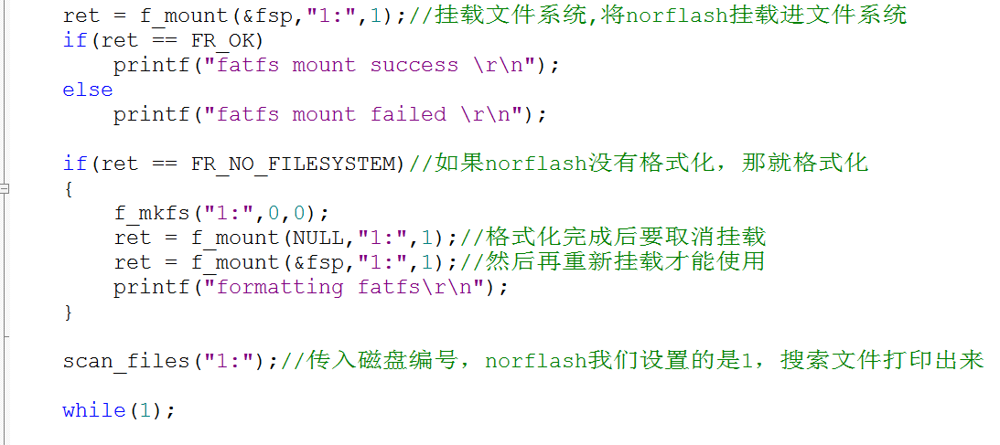 ret = f_mount(&fsp,"1:",1);//挂载文件系统,将norflash挂载进文件系统
if(ret == FR_OK)
    printf("fatfs mount success \r\n");
else
    printf("fatfs mount failed \r\n");
if(ret == FR_NO_FILESYSTEM)//如果norflash没有格式化，那就格式化
{
    f_mkfs("1:",0,0);
    ret = f_mount(NULL,"1:",1);//格式化完成后要取消挂载
    ret = f_mount(&fsp,"1:",1);//然后再重新挂载才能使用
    printf("formatting fatfs\r\n");
}
scan_files("1:");//传入磁盘编号，norflash我们设置的是1，搜索文件打印出来
while(1);